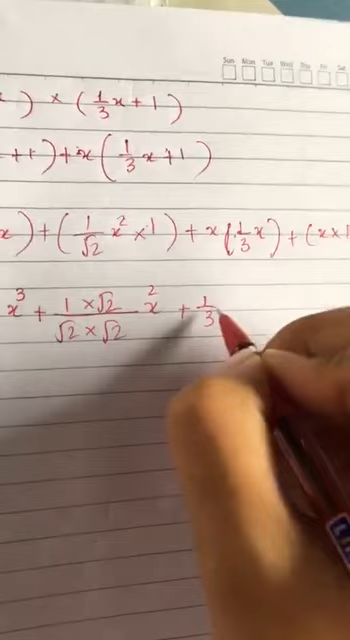 Sun Mon Tue Wed Thu Fri Sa
) × (1/3 x + 1)
+1) + x (1/3 x + 1)
x) + (1/√2 x² × 1) + x (1/3 x) + (x × 1
x³ + (1 × √2)/(√2 × √2) x² + 1/3